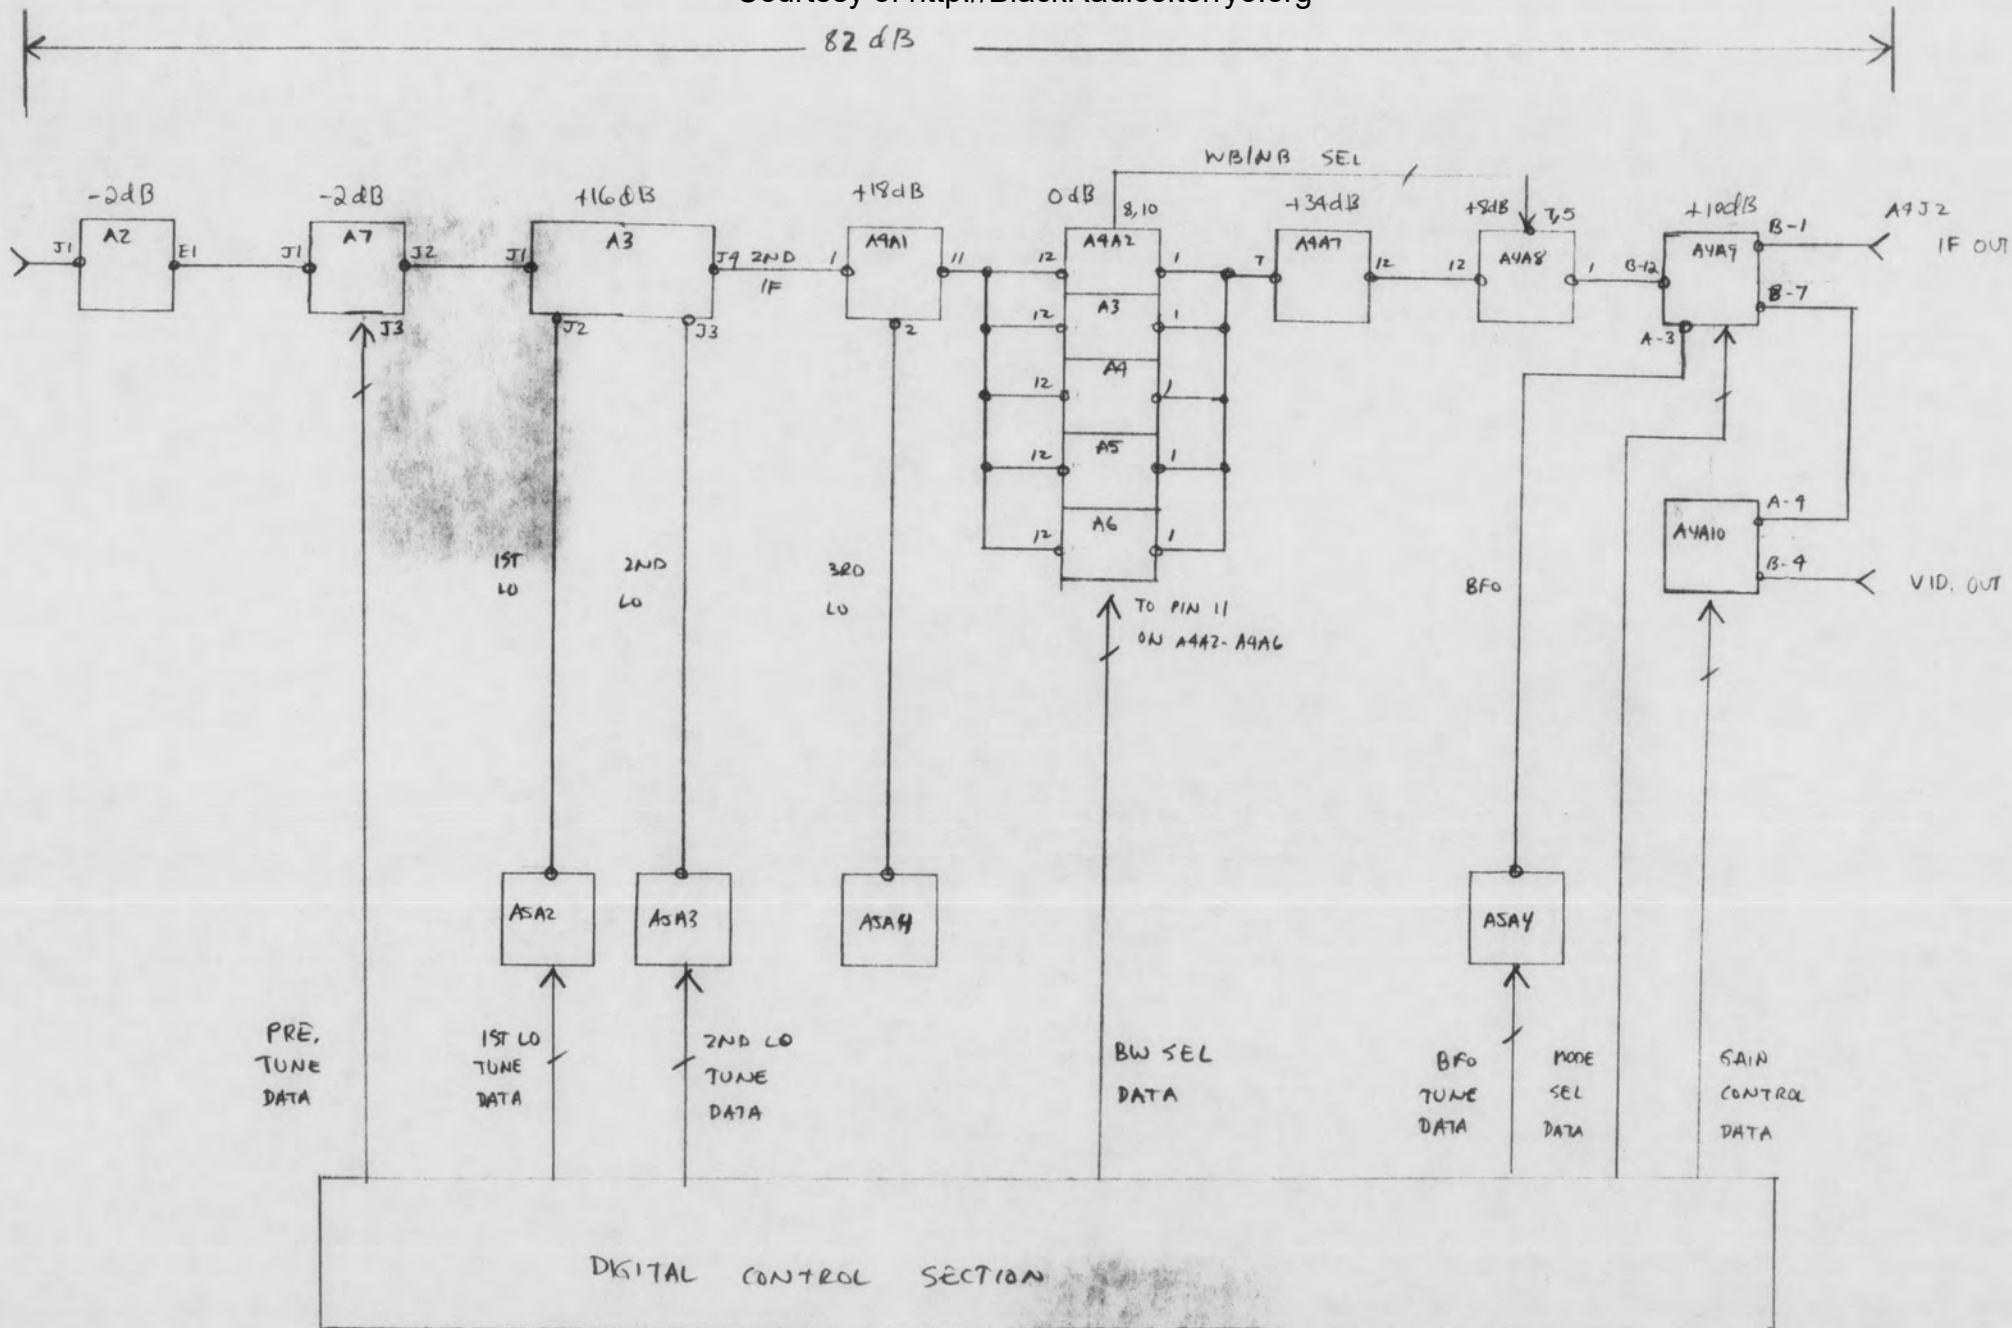 82 dB
WB/NB SEL
-2dB
-2dB
+16dB
+18dB
0dB
8,10
+34dB
+8dB
7,5
+10dB
J1
A2
E1
J1
A7
J2
J1
A3
J4
2ND
IF
1
A4A1
11
12
A4A2
1
7
A4A7
12
12
A4A8
1
B-12
A4A9
B-1
A4J2
IF OUT
B-7
J3
J2
J3
2
12
A3
1
A-3
12
A4
1
12
A5
1
12
A6
1
A4A10
A-4
B-4
VID. OUT
1ST
LO
2ND
LO
3RD
LO
BFO
TO PIN 11
ON A4A2-A4A6
A5A2
A5A3
A5A4
PRE.
TUNE
DATA
1ST LO
TUNE
DATA
2ND LO
TUNE
DATA
BW SEL
DATA
BFO
TUNE
DATA
MODE
SEL
DATA
GAIN
CONTROL
DATA
DIGITAL CONTROL SECTION